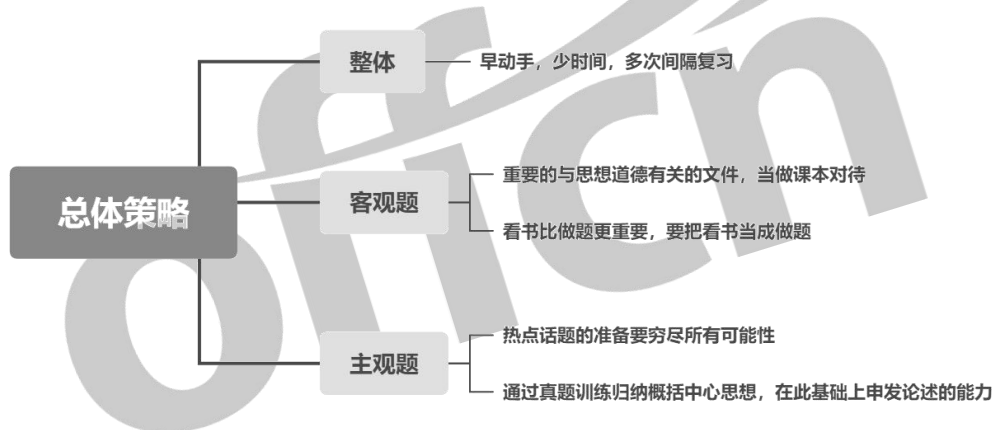 总体策略
整体
早动手，少时间，多次间隔复习
客观题
重要的与思想道德有关的文件，当做课本对待
看书比做题更重要，要把看书当成做题
主观题
热点话题的准备要穷尽所有可能性
通过真题训练归纳概括中心思想，在此基础上申发论述的能力
offcn